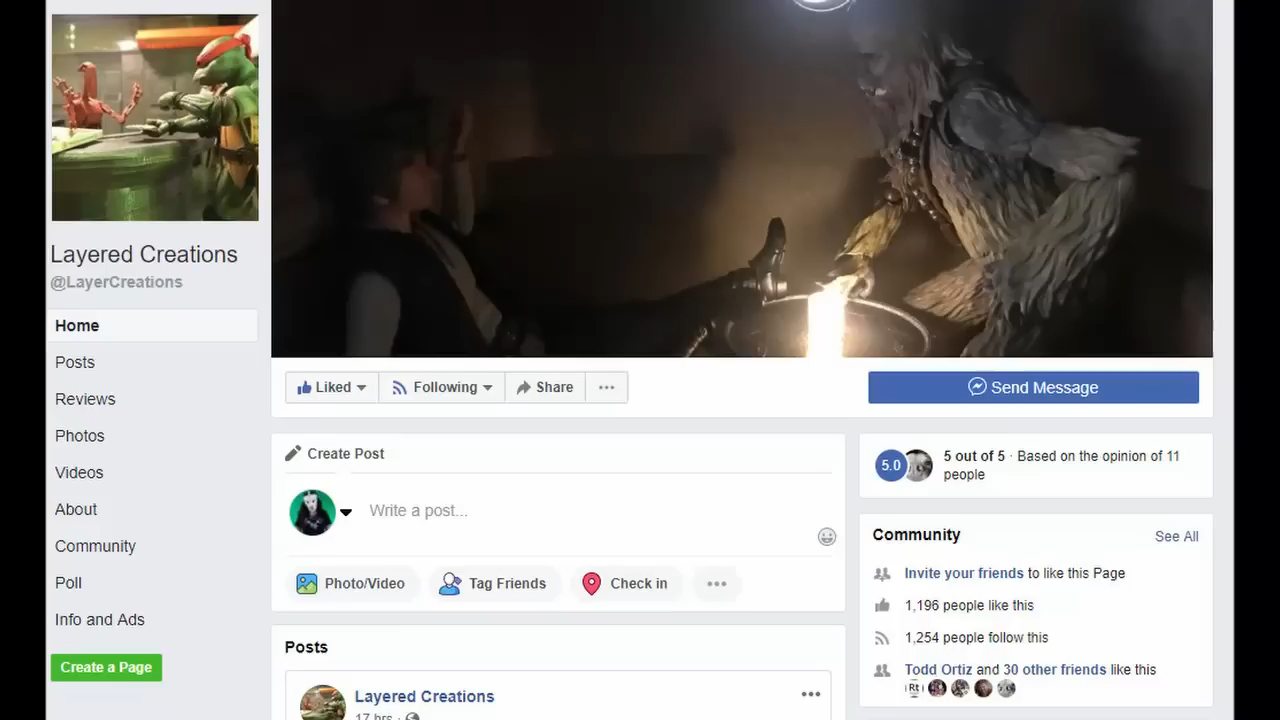 Layered Creations
@LayerCreations
Home
Posts
Reviews
Photos
Videos
About
Community
Poll
Info and Ads
Create a Page
Liked
Following
Share
Send Message
Create Post
Write a post...
Photo/Video
Tag Friends
Check in
Posts
Layered Creations
17 hrs ·
5.0
5 out of 5 · Based on the opinion of 11
people
Community
See All
Invite your friends to like this Page
1,196 people like this
1,254 people follow this
Todd Ortiz and 30 other friends like this
Rt